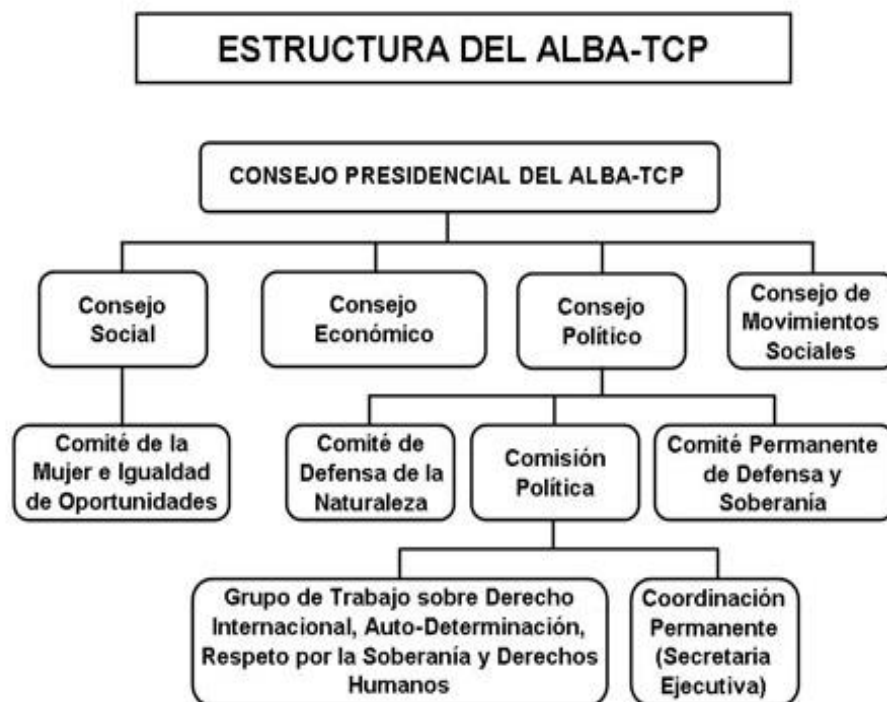 ESTRUCTURA DEL ALBA-TCP
CONSEJO PRESIDENCIAL DEL ALBA-TCP
Consejo
Social
Consejo
Económico
Consejo
Político
Consejo de
Movimientos
Sociales
Comité de la
Mujer e Igualdad
de Oportunidades
Comité de
Defensa de la
Naturaleza
Comisión
Política
Comité Permanente
de Defensa y
Soberanía
Grupo de Trabajo sobre Derecho
Internacional, Auto-Determinación,
Respeto por la Soberanía y Derechos
Humanos
Coordinación
Permanente
(Secretaria
Ejecutiva)